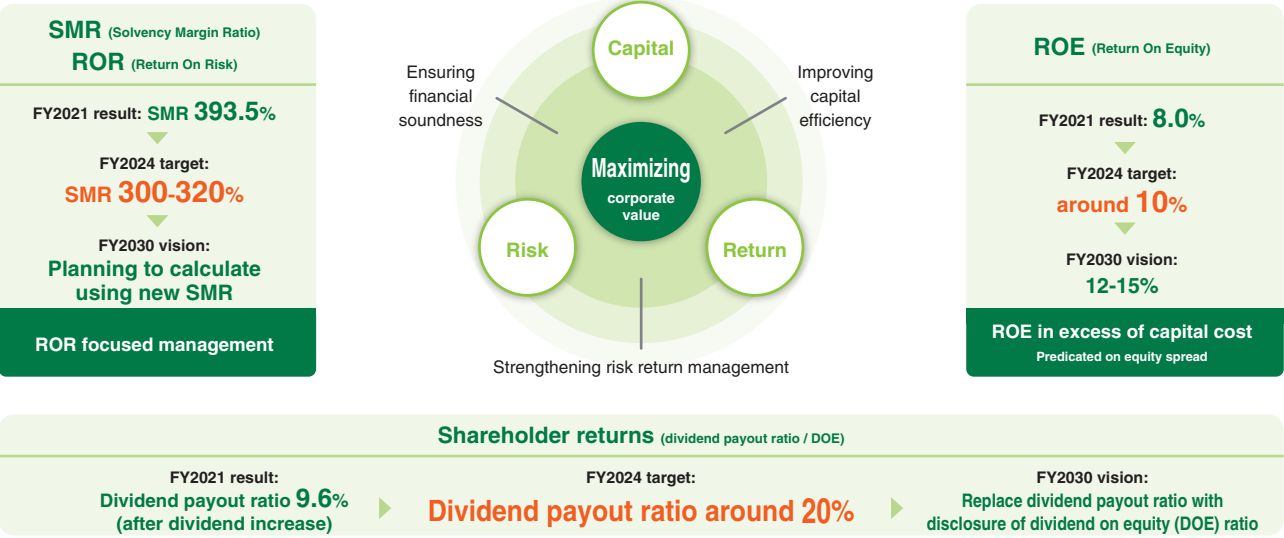 SMR (Solvency Margin Ratio)
ROR (Return On Risk)
FY2021 result: SMR 393.5%
FY2024 target:
SMR 300-320%
FY2030 vision:
Planning to calculate
using new SMR
ROR focused management
Capital
Ensuring
financial
soundness
Improving
capital
efficiency
Maximizing
corporate
value
Risk
Return
Strengthening risk return management
ROE (Return On Equity)
FY2021 result: 8.0%
FY2024 target:
around 10%
FY2030 vision:
12-15%
ROE in excess of capital cost
Predicated on equity spread
Shareholder returns (dividend payout ratio / DOE)
FY2021 result:
Dividend payout ratio 9.6%
(after dividend increase)
FY2024 target:
Dividend payout ratio around 20%
FY2030 vision:
Replace dividend payout ratio with
disclosure of dividend on equity (DOE) ratio